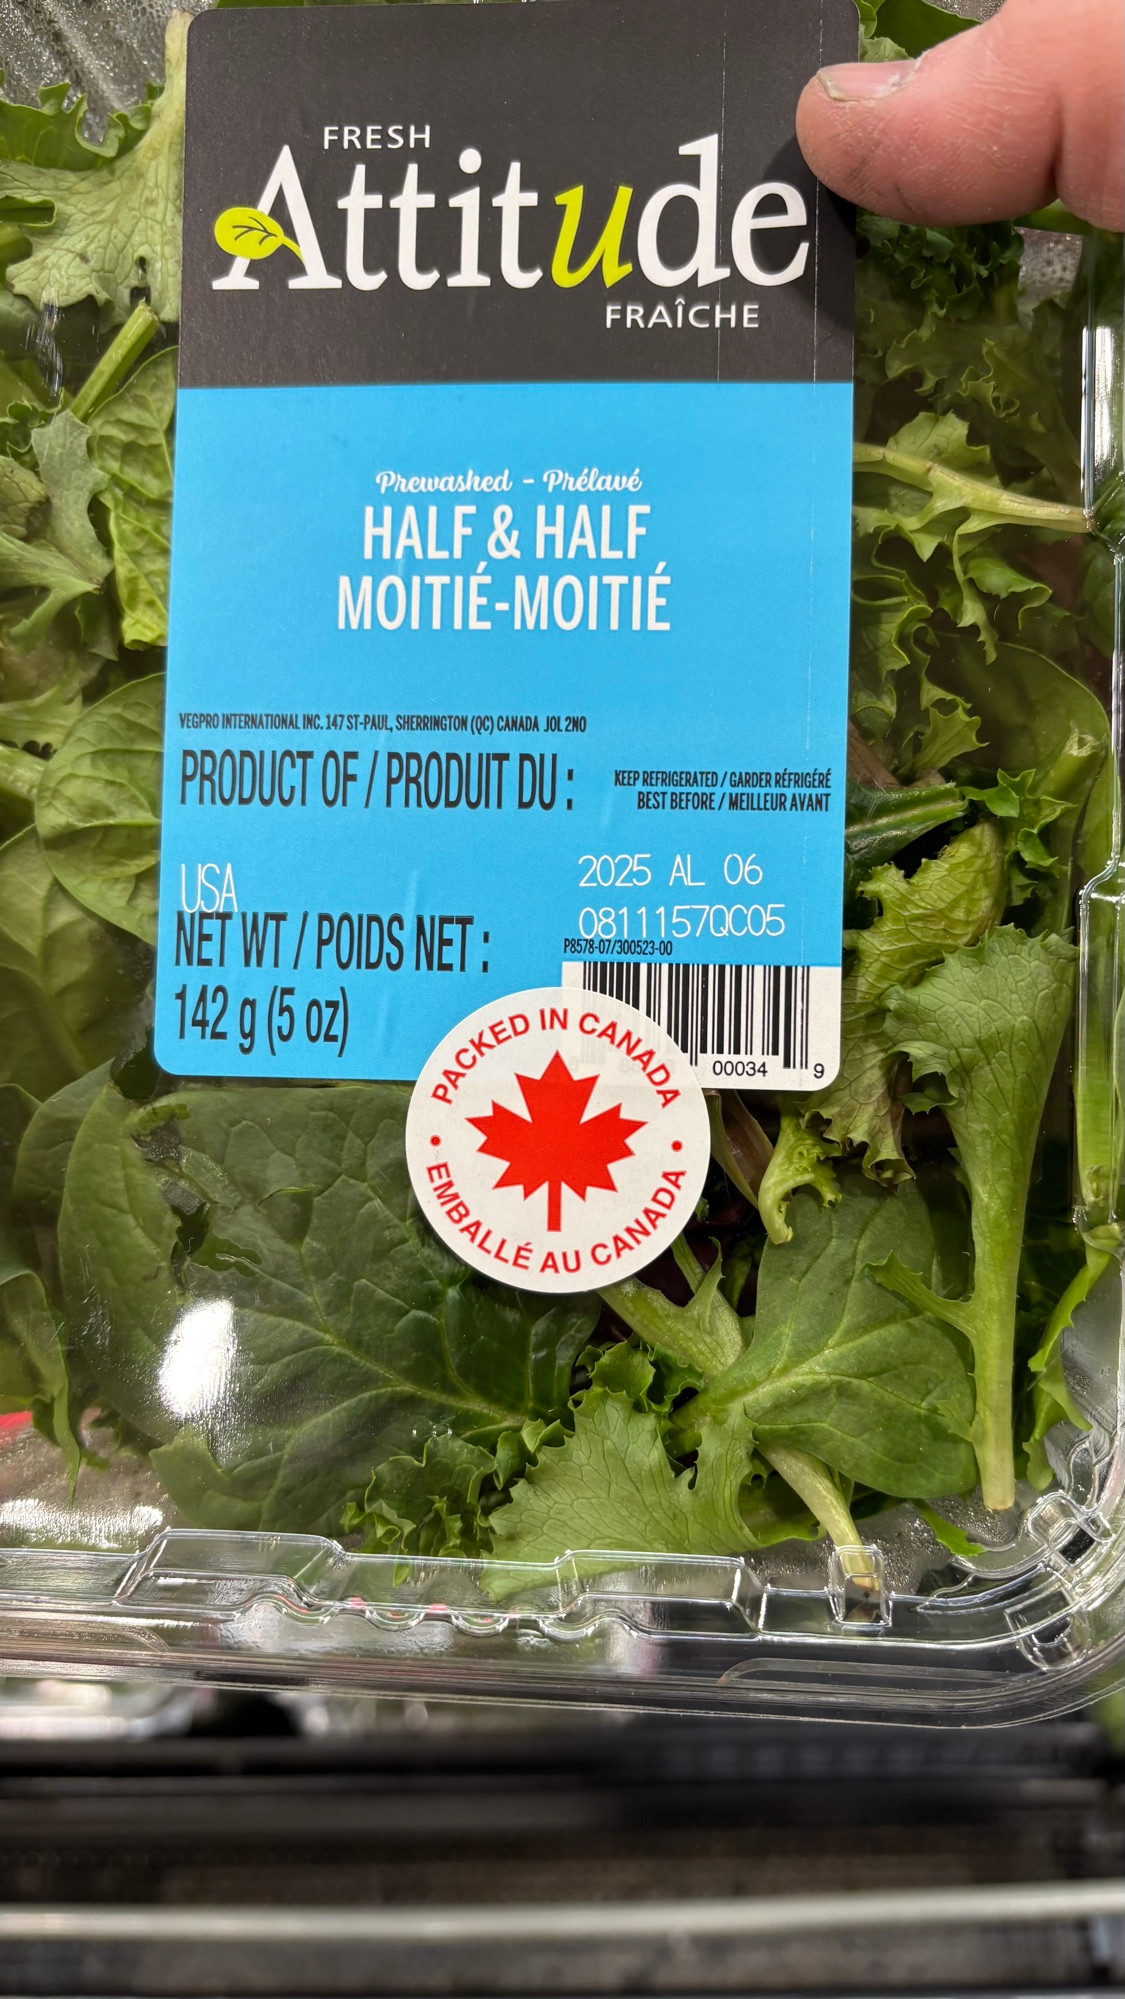 FRESH
Attitude
FRAÎCHE
Prewashed - Prélavé
HALF & HALF
MOITIÉ-MOITIÉ
VEGPRO INTERNATIONAL INC. 147 ST-PAUL, SHERRINGTON (QC) CANADA J0L 2N0
PRODUCT OF / PRODUIT DU :
USA
KEEP REFRIGERATED / GARDER RÉFRIGÉRÉ
BEST BEFORE / MEILLEUR AVANT
2025 AL 06
0811157QC05
P8578-07/300523-00
NET WT / POIDS NET :
142 g (5 oz)
00034 9
PACKED IN CANADA
EMBALLÉ AU CANADA